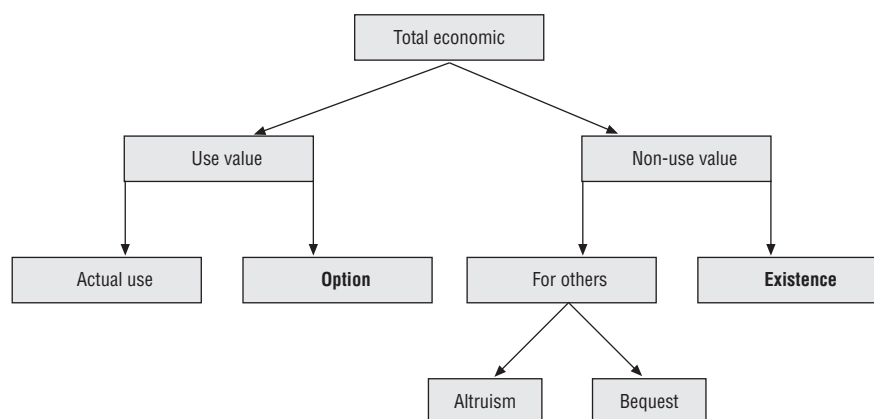 Total economic
Use value
Non-use value
Actual use
Option
For others
Existence
Altruism
Bequest